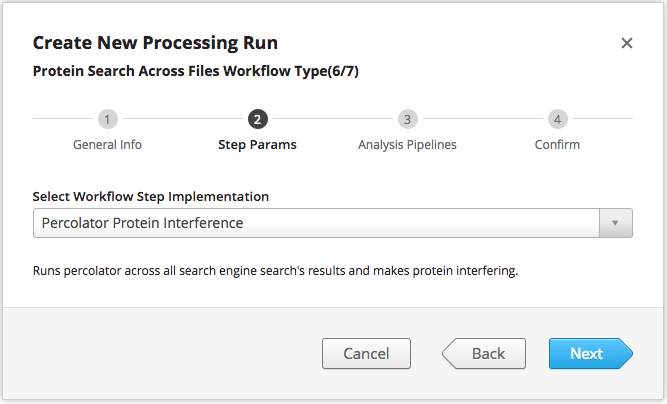 Create New Processing Run
Protein Search Across Files Workflow Type(6/7)
1 2 3 4
General Info Step Params Analysis Pipelines Confirm
Select Workflow Step Implementation
Percolator Protein Interference
Runs percolator across all search engine search's results and makes protein interfering.
Cancel Back Next